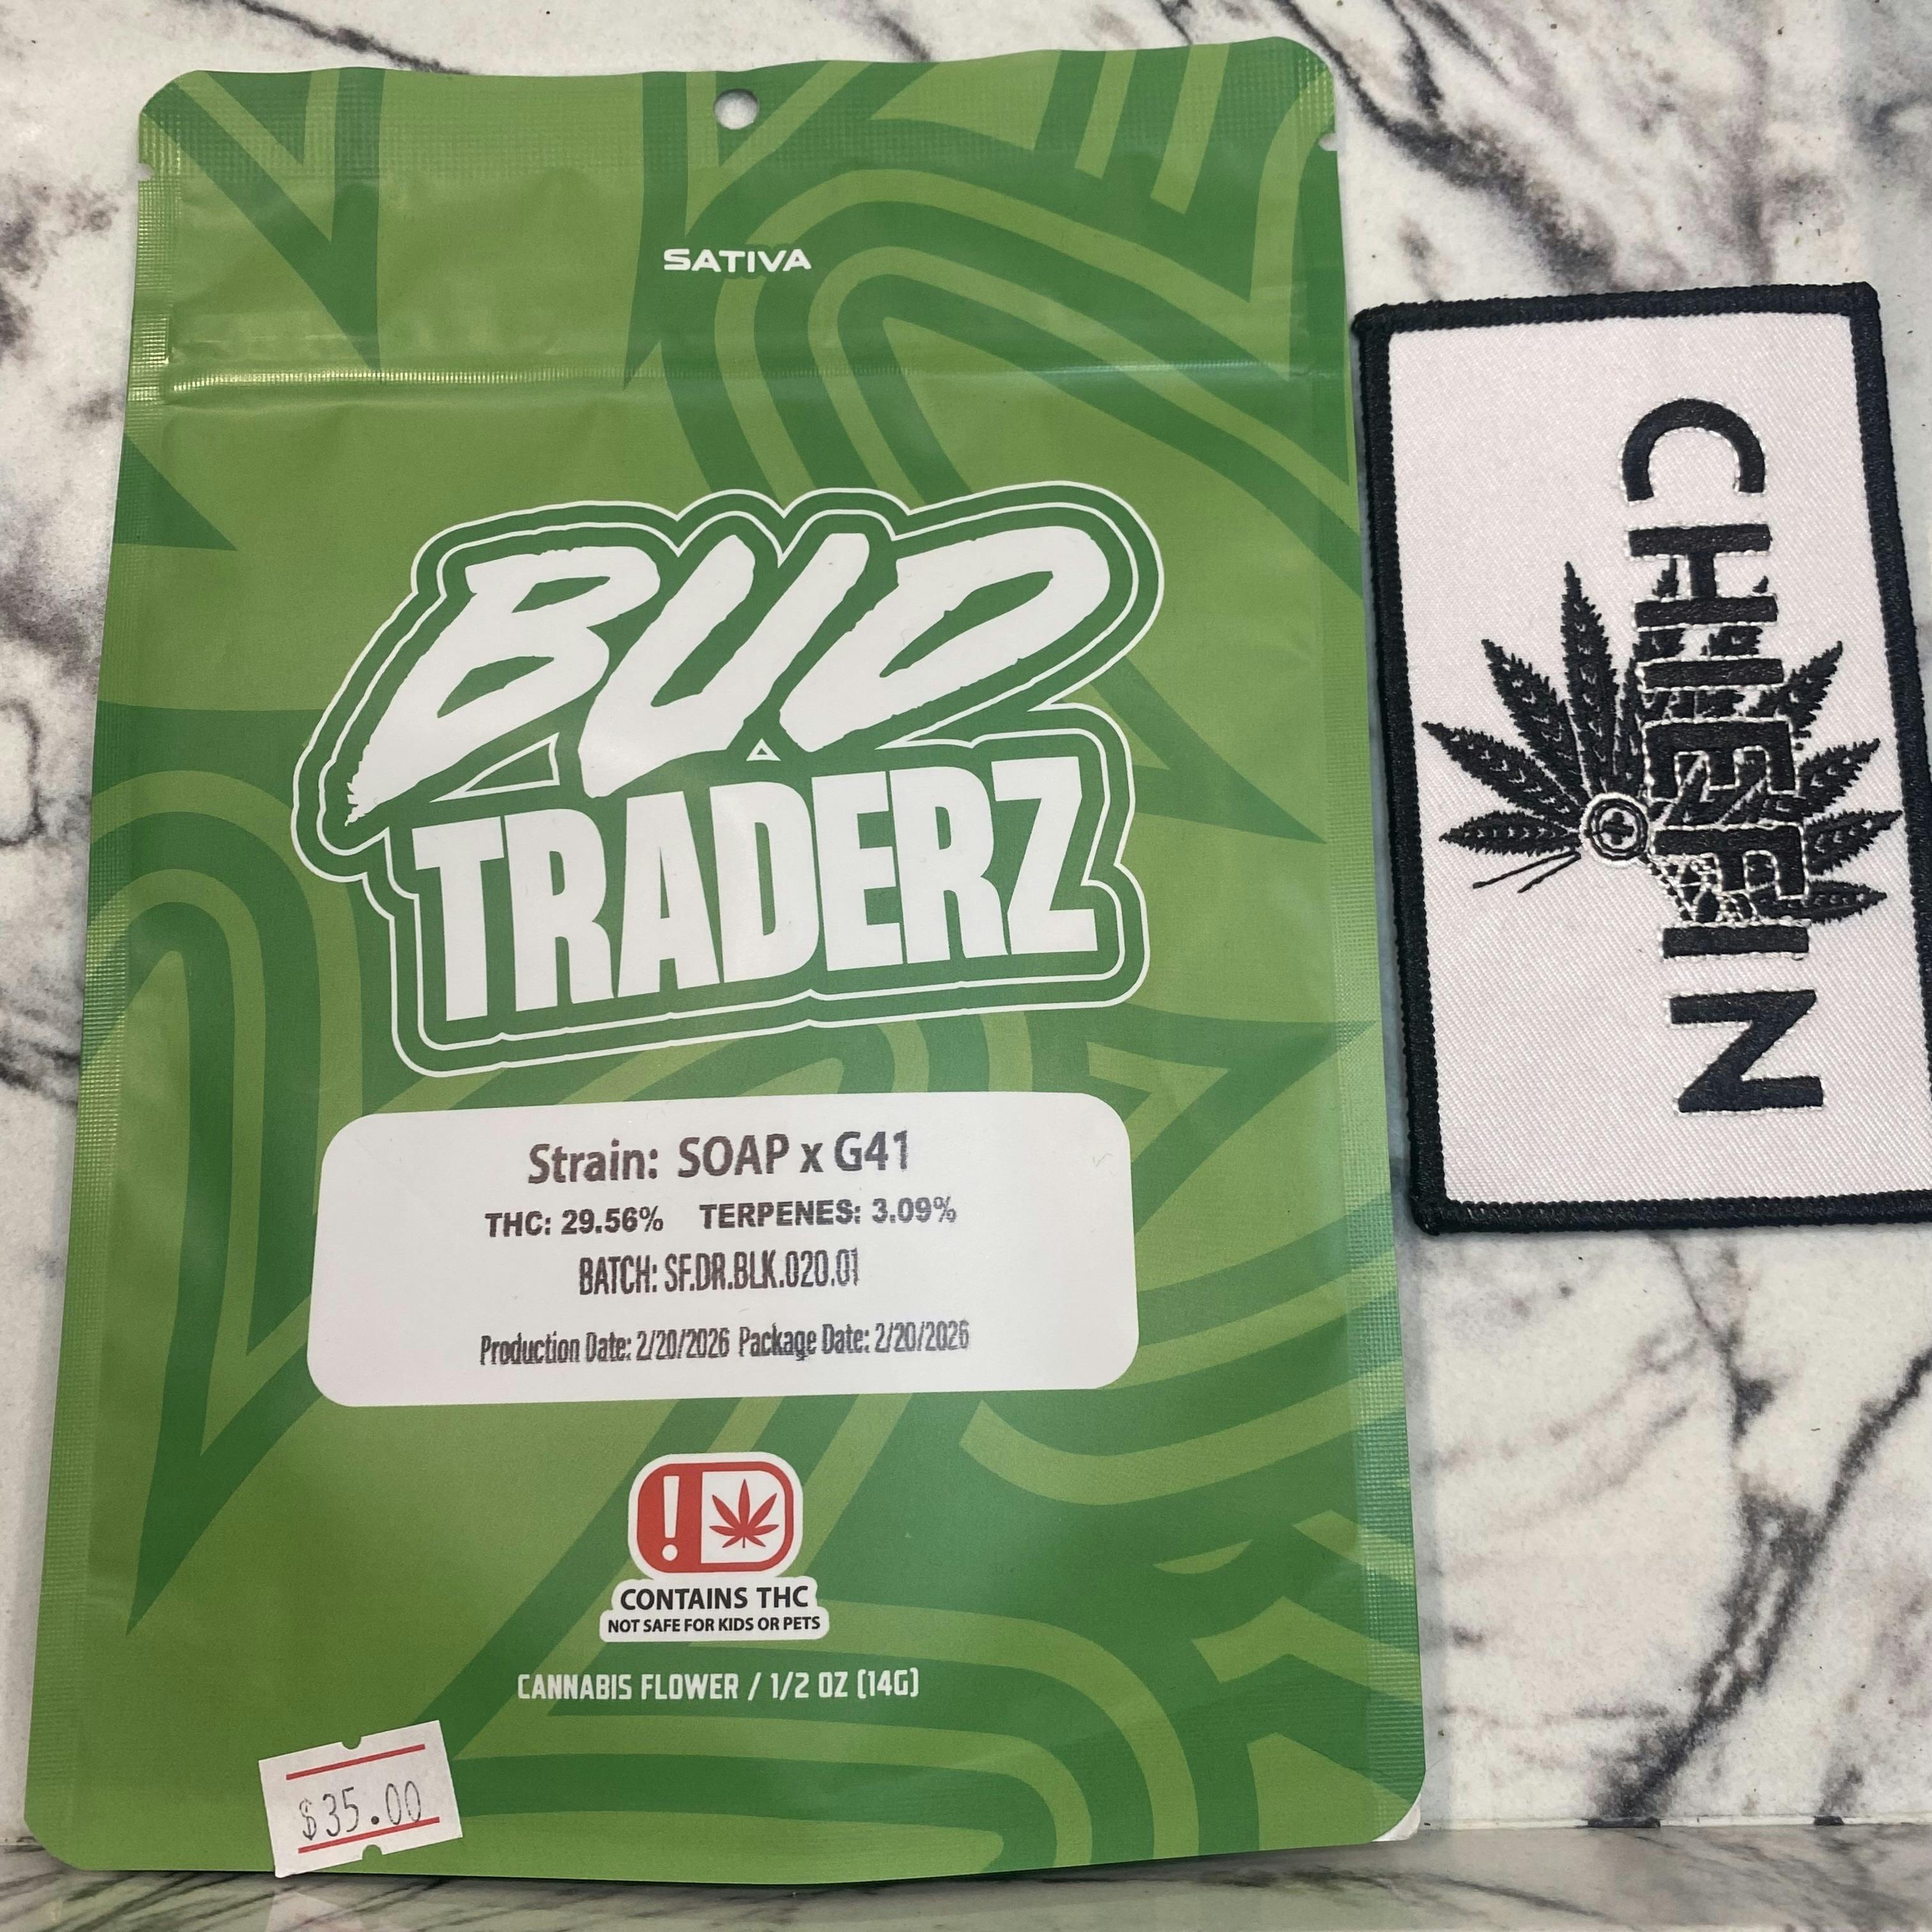 SATIVA
BUD
TRADERZ
Strain: SOAP x G41
THC: 29.56% TERPENES: 3.09%
BATCH: SF.DR.BLK.020.01
Production Date: 2/20/2026 Package Date: 2/20/2026
!
CONTAINS THC
NOT SAFE FOR KIDS OR PETS
CANNABIS FLOWER / 1/2 OZ (14G)
$35.00
CHIEFIN